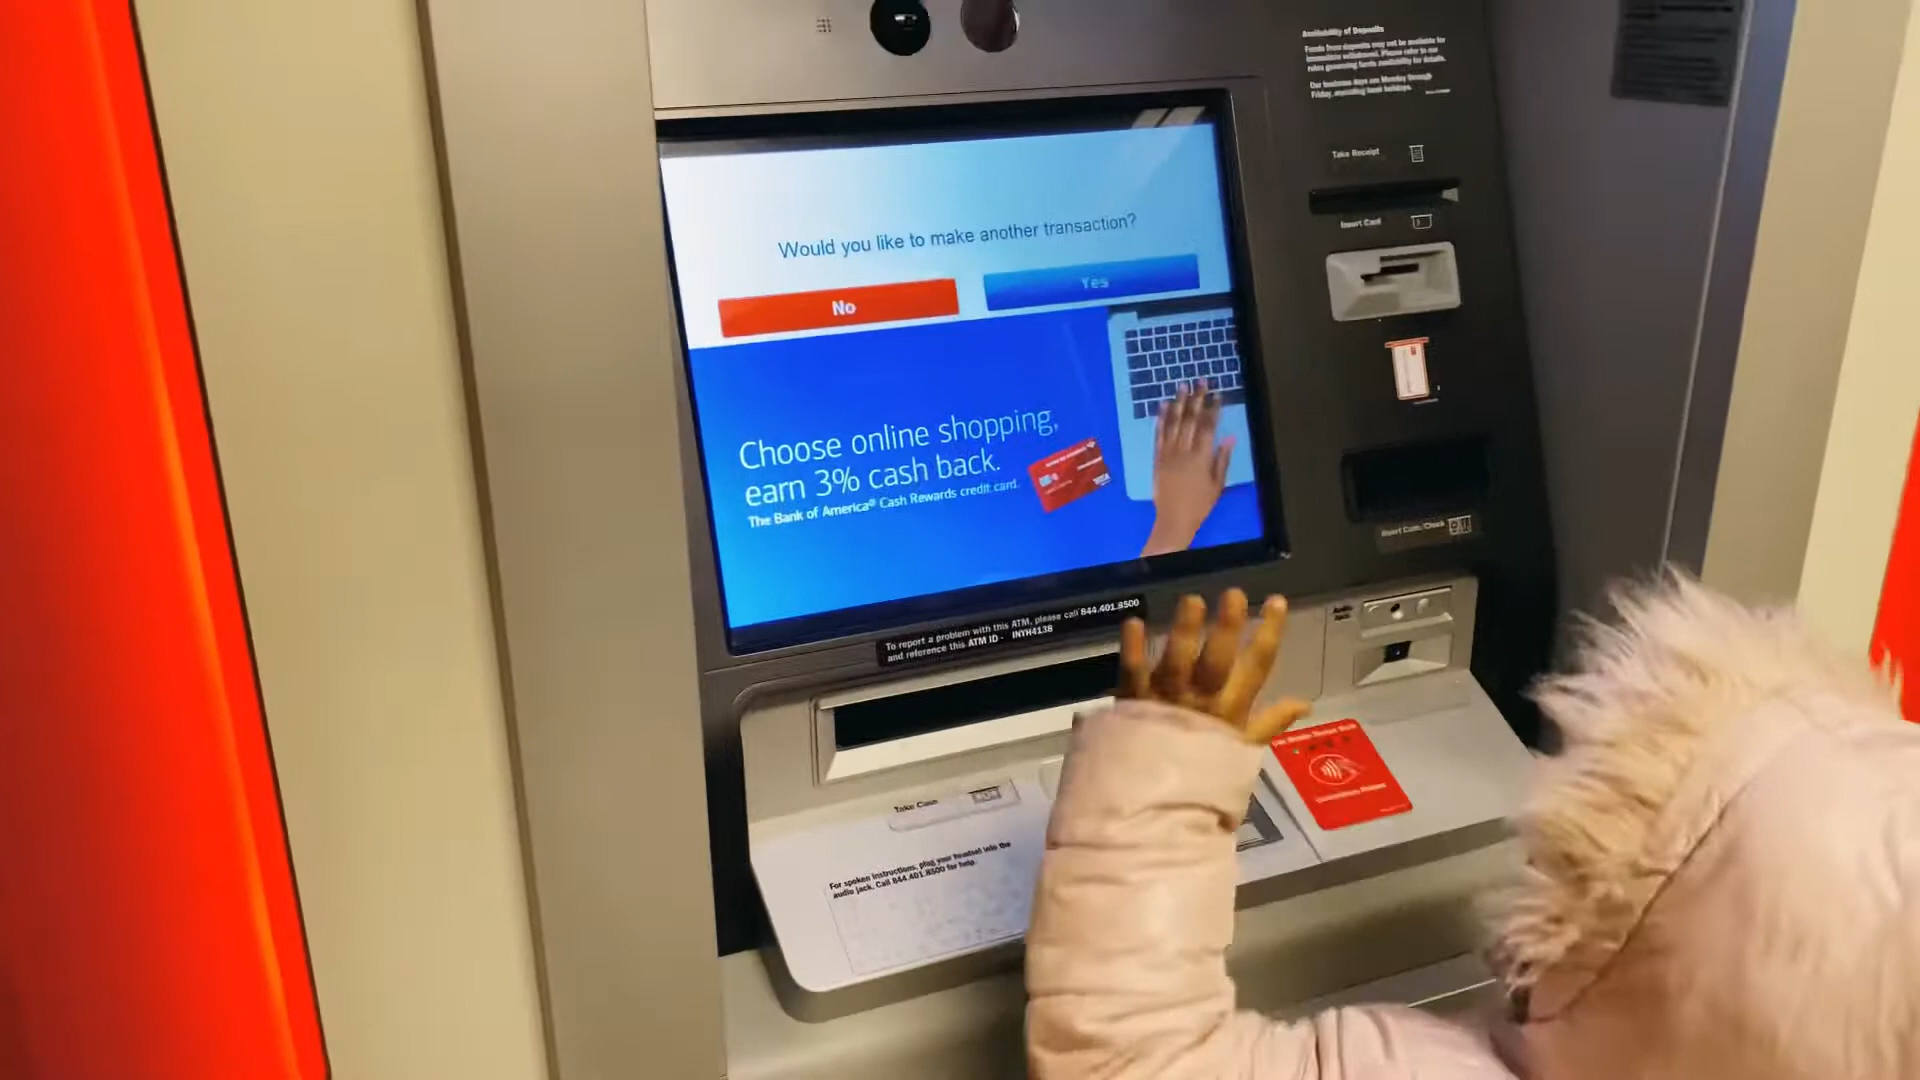 Availability of Deposits
Funds from deposits may not be available for
immediate withdrawal. Please refer to our
rules governing funds availability for details.
Our business days are Monday through
Friday, excluding bank holidays.
Take Receipt
Insert Card
Would you like to make another transaction?
No
Yes
Choose online shopping,
earn 3% cash back.
The Bank of America® Cash Rewards credit card.
VISA
Insert Cash/Check
To report a problem with this ATM, please call 844.401.8500
and reference this ATM ID - INYH4138
Audio
Jack
Take Cash
For spoken instructions, plug your headset into the
audio jack. Call 844.401.8500 for help.